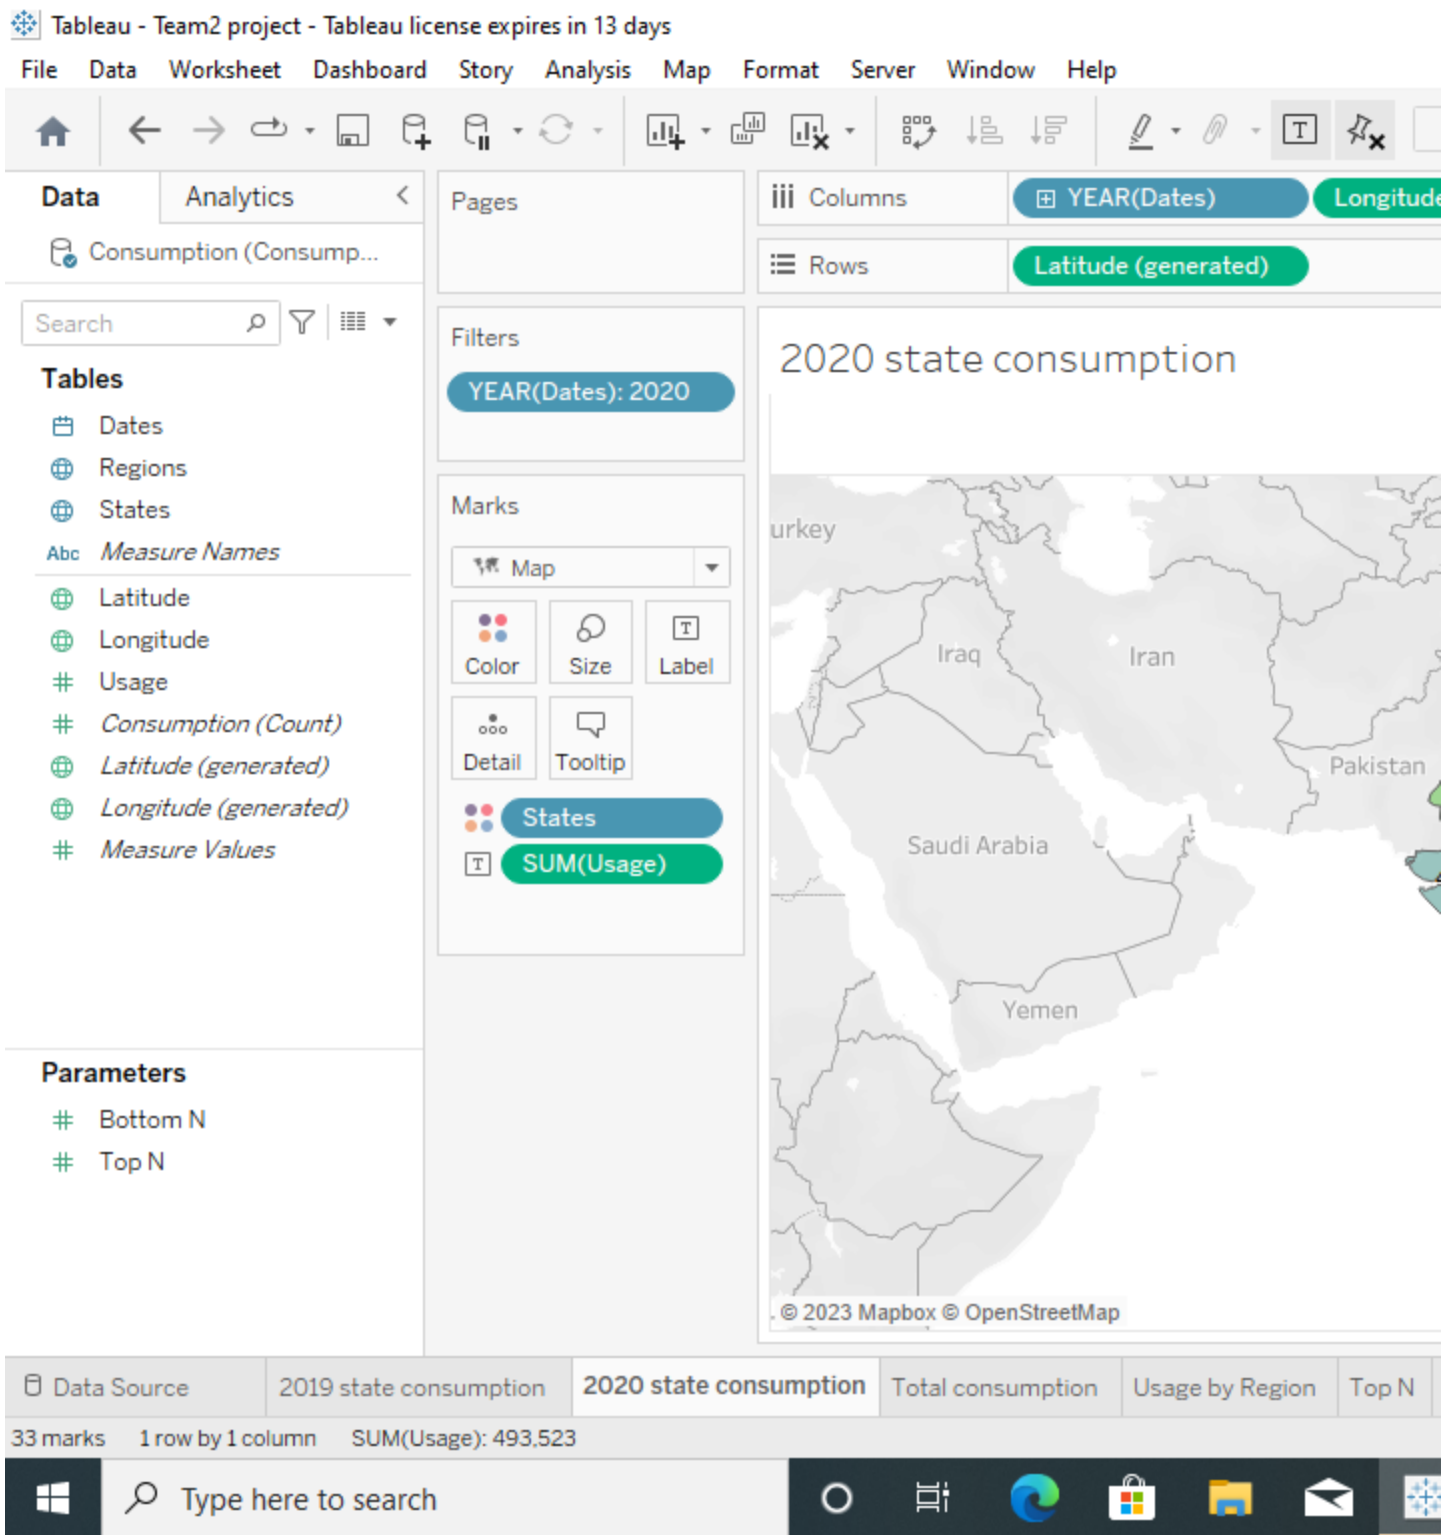 Tableau - Team2 project - Tableau license expires in 13 days
File Data Worksheet Dashboard Story Analysis Map Format Server Window Help
Data Analytics
Consumption (Consump...
Search
Tables
Dates
Regions
States
Abc Measure Names
Latitude
Longitude
Usage
Consumption (Count)
Latitude (generated)
Longitude (generated)
Measure Values
Parameters
Bottom N
Top N
Pages
Filters
YEAR(Dates): 2020
Marks
Map
Color Size Label
Detail Tooltip
States
SUM(Usage)
Columns YEAR(Dates) Longitude
Rows Latitude (generated)
2020 state consumption
urkey
Iraq
Iran
Pakistan
Saudi Arabia
Yemen
© 2023 Mapbox © OpenStreetMap
Data Source 2019 state consumption 2020 state consumption Total consumption Usage by Region Top N
33 marks 1 row by 1 column SUM(Usage): 493,523
Type here to search